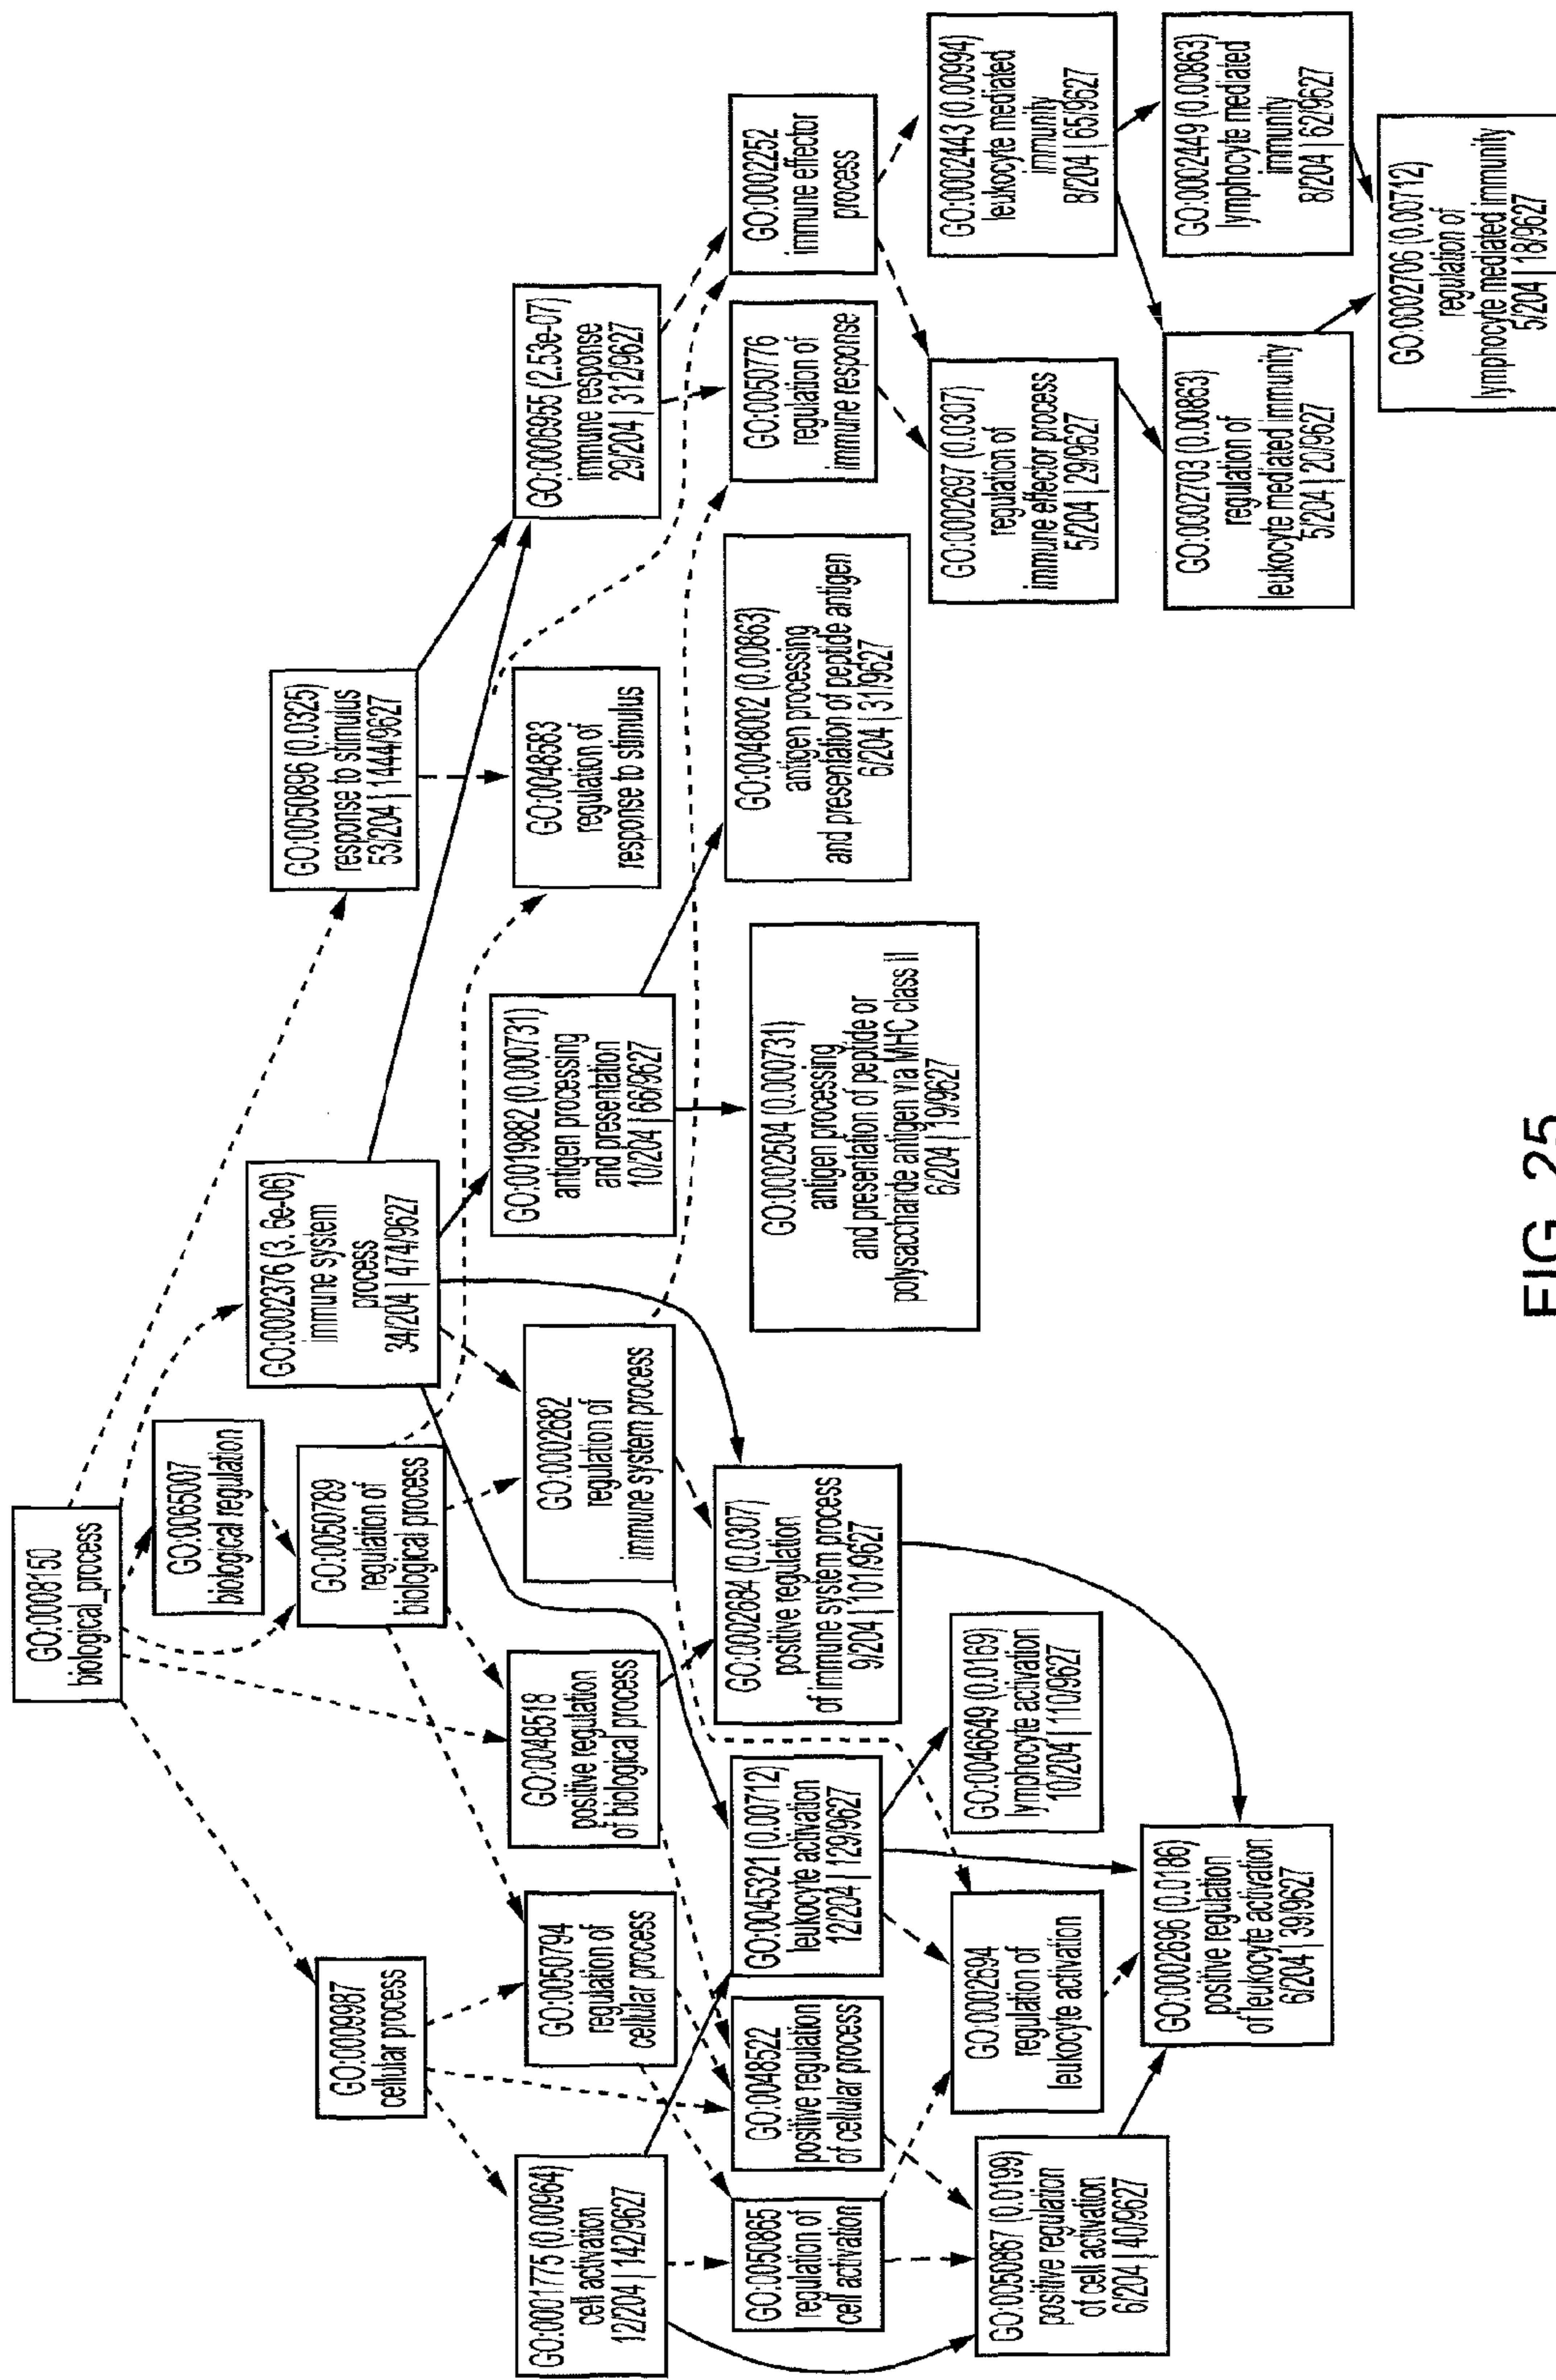 GO:0008150
biological_process
GO:0065007
biological regulation
GO:0009987
cellular process
GO:0050789
regulation of
biological process
GO:0002376 (3. 6e-06)
immune system
process
34/204 | 474/9627
GO:0050896 (0.0325)
response to stimulus
53/204 | 1444/9627
GO:0001775 (0.00964)
cell activation
12/204 | 142/9627
GO:0050794
regulation of
cellular process
GO:0048518
positive regulation
of biological process
GO:0002682
regulation of
immune system process
GO:0019882 (0.000731)
antigen processing
and presentation
10/204 | 66/9627
GO:0048583
regulation of
response to stimulus
GO:0006955 (2.53e-07)
immune response
29/204 | 312/9627
GO:0050865
regulation of
cell activation
GO:0048522
positive regulation
of cellular process
GO:0045321 (0.00712)
leukocyte activation
12/204 | 129/9627
GO:0002684 (0.0307)
positive regulation
of immune system process
9/204 | 101/9627
GO:0002504 (0.000731)
antigen processing
and presentation of peptide or
polysaccharide antigen via MHC class II
6/204 | 19/9627
GO:0048002 (0.00863)
antigen processing
and presentation of peptide antigen
6/204 | 31/9627
GO:0050776
regulation of
immune response
GO:0002252
immune effector
process
GO:0050867 (0.0199)
positive regulation
of cell activation
6/204 | 40/9627
GO:0002694
regulation of
leukocyte activation
GO:0046649 (0.0169)
lymphocyte activation
10/204 | 110/9627
GO:0002697 (0.0307)
regulation of
immune effector process
5/204 | 29/9627
GO:0002443 (0.00994)
leukocyte mediated
immunity
8/204 | 65/9627
GO:0002696 (0.0186)
positive regulation
of leukocyte activation
6/204 | 39/9627
GO:0002703 (0.00863)
regulation of
leukocyte mediated immunity
5/204 | 20/9627
GO:0002449 (0.00863)
lymphocyte mediated
immunity
8/204 | 62/9627
GO:0002706 (0.00712)
regulation of
lymphocyte mediated immunity
5/204 | 18/9627
FIG. 25